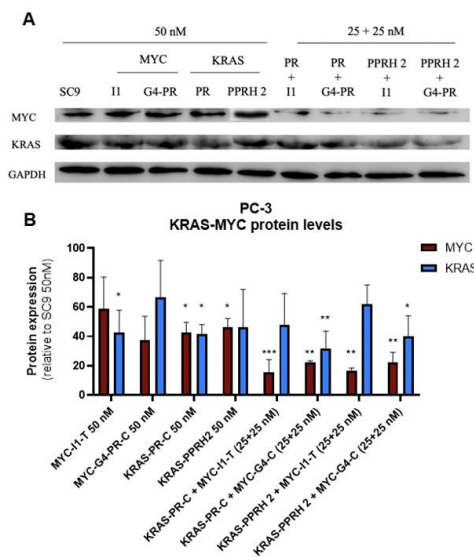 A
50 nM
25 + 25 nM
MYC
KRAS
SC9
I1
G4-PR
PR
PPRH 2
PR
+
I1
PR
+
G4-PR
PPRH 2
+
I1
PPRH 2
+
G4-PR
MYC
KRAS
GAPDH
B
PC-3
KRAS-MYC protein levels
Protein expression
(relative to SC9 50nM)
100
80
60
40
20
0
*
*
*
*
***
**
**
**
**
*
MYC
KRAS
MYC-I1-T 50 nM
MYC-G4-PR-C 50 nM
KRAS-PR-C 50 nM
KRAS-PPRH2 50 nM
KRAS-PR-C + MYC-I1-T (25+25 nM)
KRAS-PR-C + MYC-G4-C (25+25 nM)
KRAS-PPRH 2 + MYC-I1-T (25+25 nM)
KRAS-PPRH 2 + MYC-G4-C (25+25 nM)